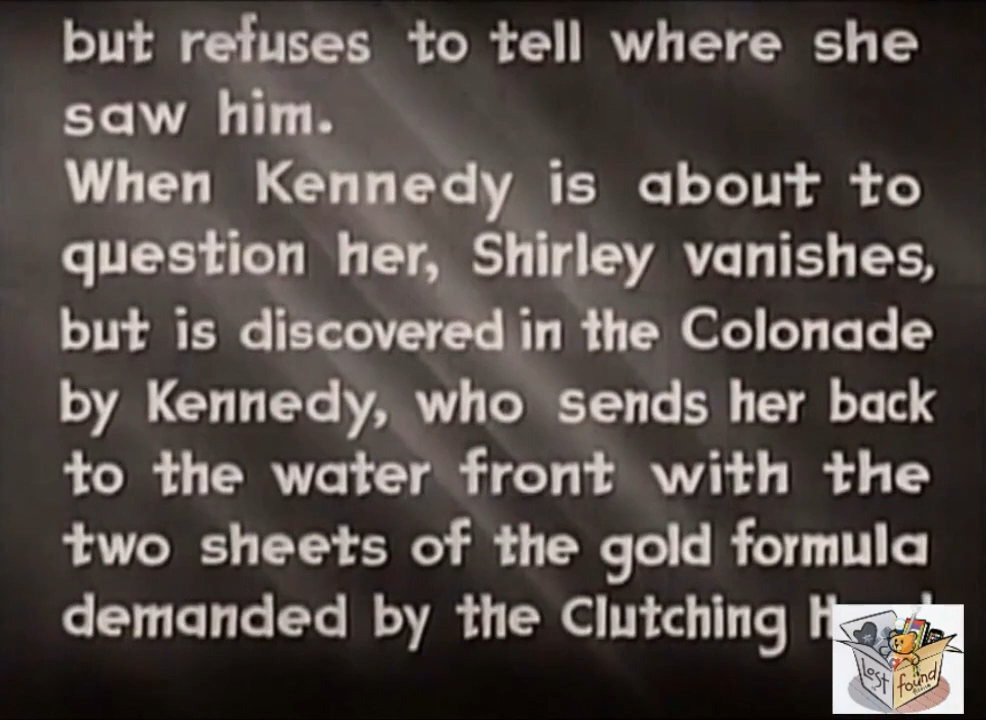 but refuses to tell where she
saw him.
When Kennedy is about to
question her, Shirley vanishes,
but is discovered in the Colonade
by Kennedy, who sends her back
to the water front with the
two sheets of the gold formula
demanded by the Clutching
Lost
found